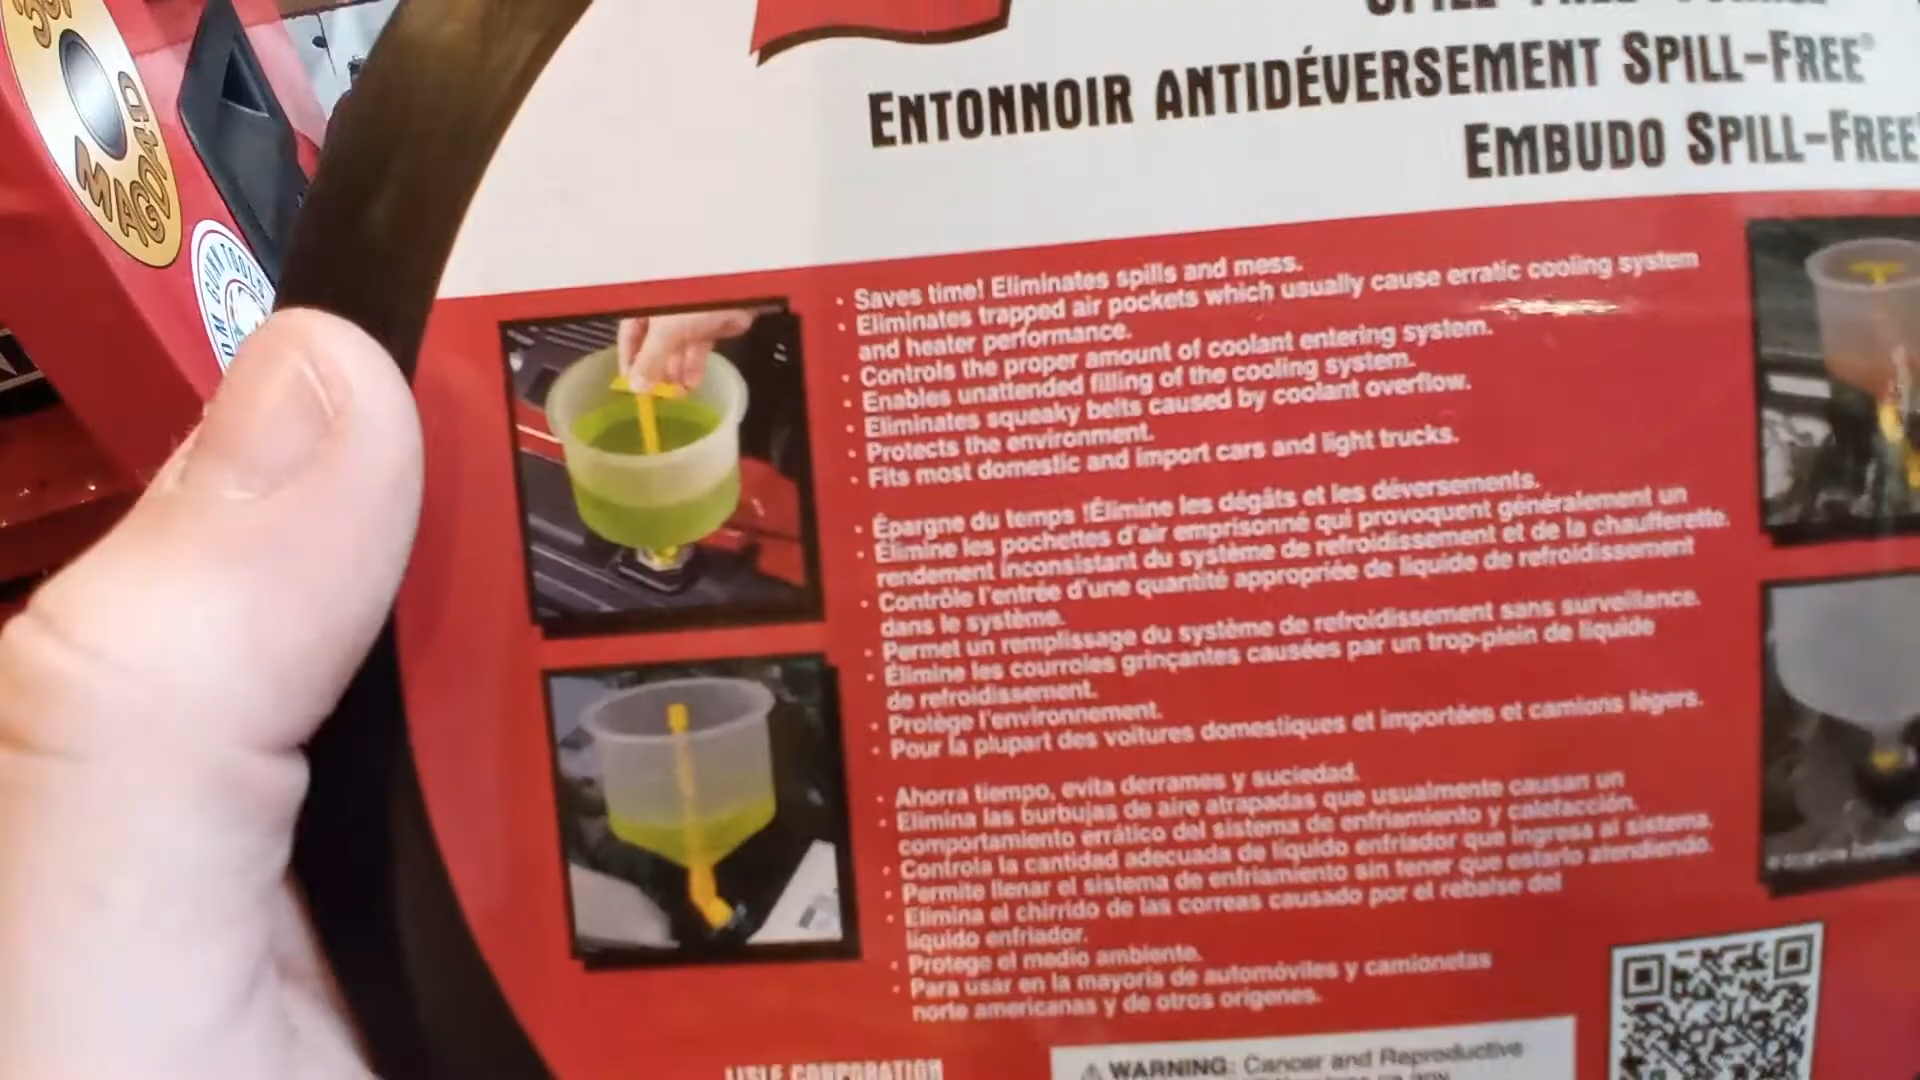 MACDAD
GUNN TOOLS
ENTONNOIR ANTIDÉVERSEMENT SPILL-FREE®
EMBUDO SPILL-FREE
• Saves time! Eliminates spills and mess.
• Eliminates trapped air pockets which usually cause erratic cooling system
and heater performance.
• Controls the proper amount of coolant entering system.
• Enables unattended filling of the cooling system.
• Eliminates squeaky belts caused by coolant overflow.
• Protects the environment.
• Fits most domestic and import cars and light trucks.
• Épargne du temps !Élimine les dégâts et les déversements.
• Élimine les pochettes d'air emprisonné qui provoquent généralement un
rendement inconsistant du système de refroidissement et de la chaufferette.
• Contrôle l'entrée d'une quantité appropriée de liquide de refroidissement
dans le système.
• Permet un remplissage du système de refroidissement sans surveillance.
• Élimine les courroies grinçantes causées par un trop-plein de liquide
de refroidissement.
• Protège l'environnement.
• Pour la plupart des voitures domestiques et importées et camions légers.
• Ahorra tiempo, evita derrames y suciedad.
• Elimina las burbujas de aire atrapadas que usualmente causan un
comportamiento errático del sistema de enfriamiento y calefacción.
• Controla la cantidad adecuada de líquido enfriador que ingresa al sistema.
• Permite llenar el sistema de enfriamiento sin tener que estarlo atendiendo.
• Elimina el chirrido de las correas causado por el rebalse del
líquido enfriador.
• Protege el medio ambiente.
• Para usar en la mayoría de automóviles y camionetas
norte americanas y de otros orígenes.
LISLE CORPORATION
⚠ WARNING: Cancer and Reproductive